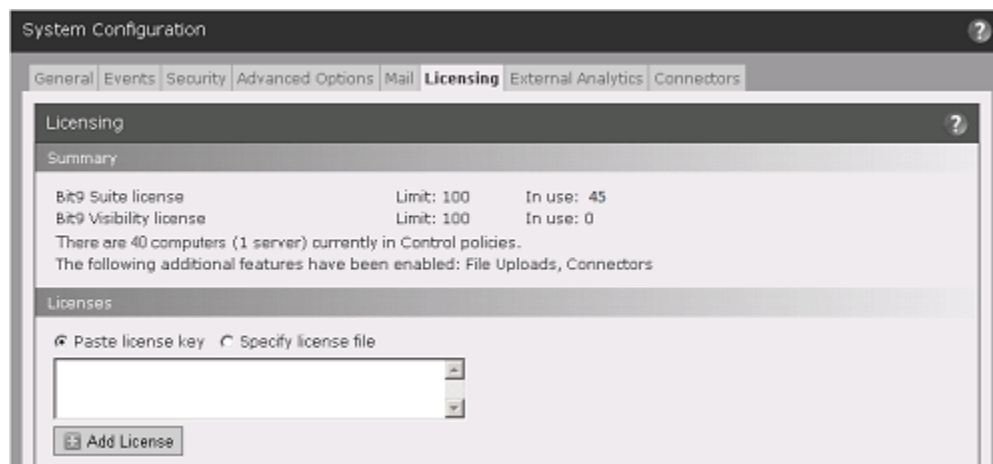 System Configuration ?
General Events Security Advanced Options Mail Licensing External Analytics Connectors
Licensing ?
Summary
Bit9 Suite license Limit: 100 In use: 45
Bit9 Visibility license Limit: 100 In use: 0
There are 40 computers (1 server) currently in Control policies.
The following additional features have been enabled: File Uploads, Connectors
Licenses
Paste license key Specify license file
Add License